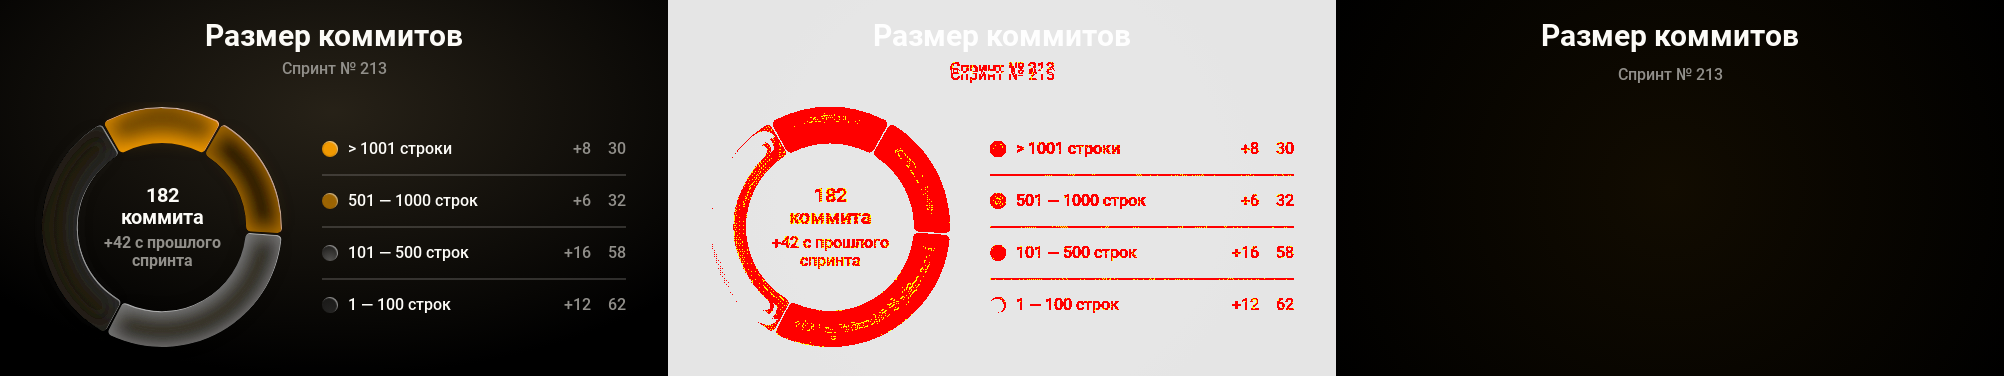 Размер коммитов
Спринт № 213
182
коммита
+42 с прошлого
спринта
> 1001 строки +8 30
501 — 1000 строк +6 32
101 — 500 строк +16 58
1 — 100 строк +12 62
Размер коммитов
Спринт № 213
182
коммита
+42 с прошлого
спринта
> 1001 строки +8 30
501 — 1000 строк +6 32
101 — 500 строк +16 58
1 — 100 строк +12 62
Размер коммитов
Спринт № 213